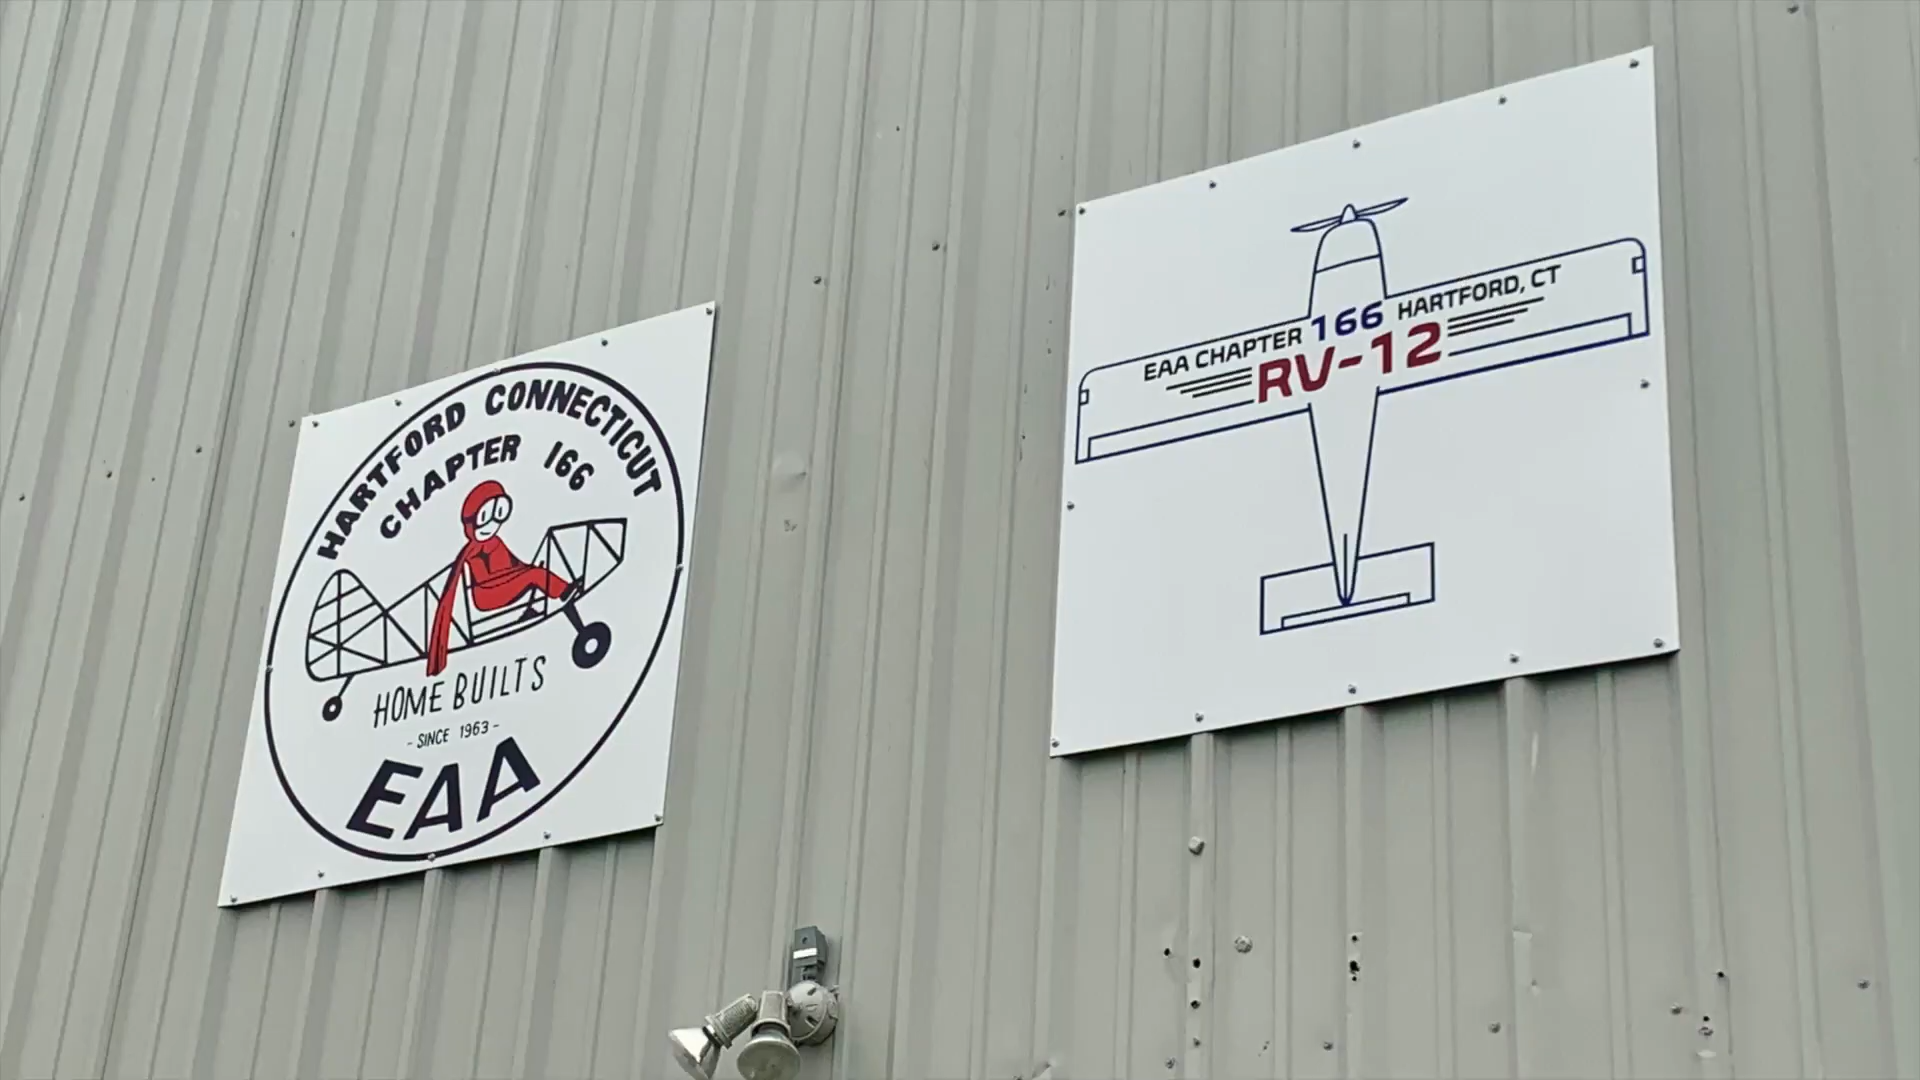 HARTFORD CONNECTICUT
CHAPTER 166
HOME BUILTS
- SINCE 1963 -
EAA
EAA CHAPTER 166 HARTFORD, CT
RV-12